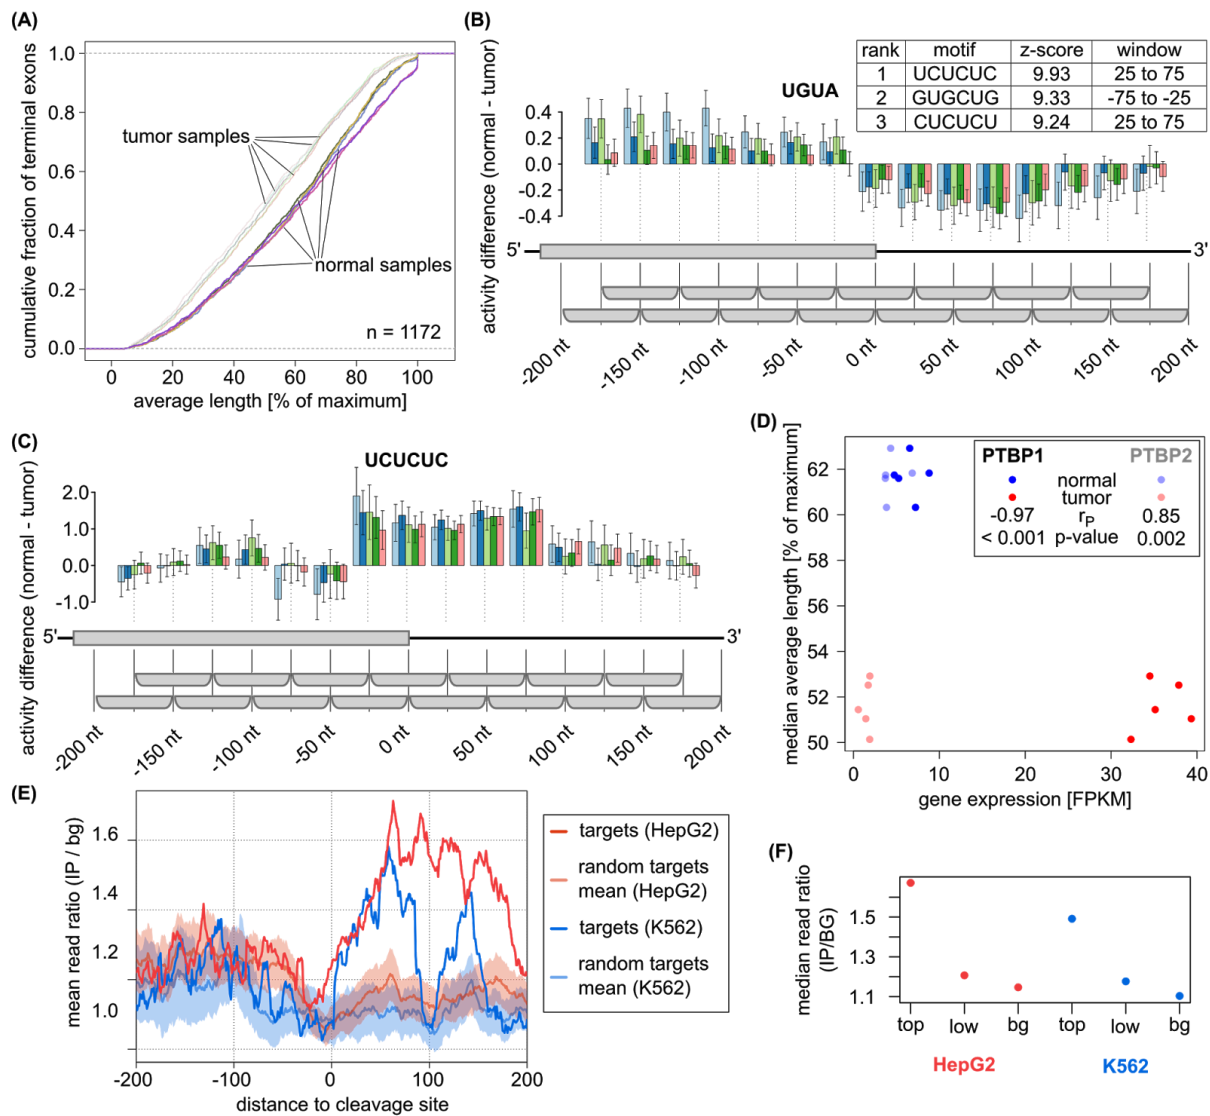 (A)
cumulative fraction of terminal exons
1.0
0.8
0.6
0.4
0.2
0.0
tumor samples
normal samples
n = 1172
0 20 40 60 80 100
average length [% of maximum]
(B)
activity difference (normal - tumor)
UGUA
rank motif z-score window
1 UCUCUC 9.93 25 to 75
2 GUGCUG 9.33 -75 to -25
3 CUCUCU 9.24 25 to 75
0.4
0.2
0.0
-0.2
-0.4
5' 3'
-200 nt -150 nt -100 nt -50 nt 0 nt 50 nt 100 nt 150 nt 200 nt
(C)
activity difference (normal - tumor)
UCUCUC
2.0
1.0
0.0
-1.0
5' 3'
-200 nt -150 nt -100 nt -50 nt 0 nt 50 nt 100 nt 150 nt 200 nt
(D)
median average length [% of maximum]
62
60
58
56
54
52
50
PTBP1 PTBP2
normal
tumor
-0.97 rP 0.85
< 0.001 p-value 0.002
0 10 20 30 40
gene expression [FPKM]
(E)
mean read ratio (IP / bg)
1.6
1.4
1.2
1.0
-200 -100 0 100 200
distance to cleavage site
targets (HepG2)
random targets
mean (HepG2)
targets (K562)
random targets
mean (K562)
(F)
median read ratio
(IP/BG)
1.5
1.3
1.1
top low bg top low bg
HepG2 K562